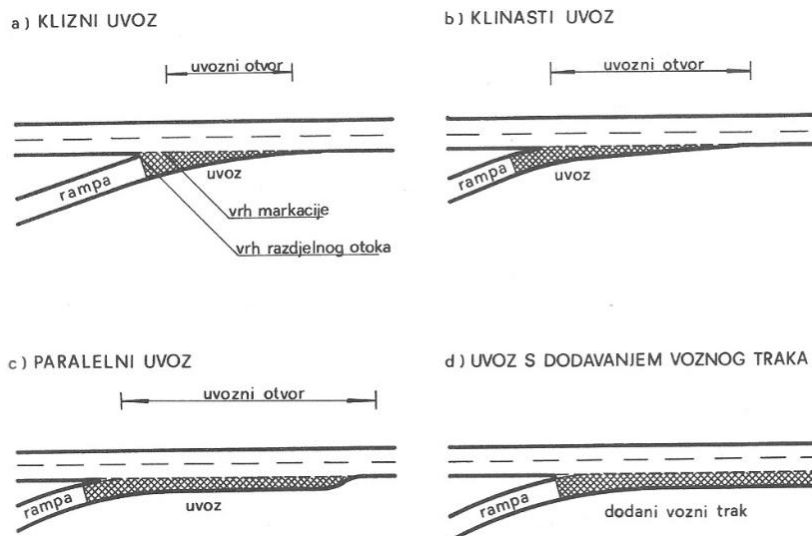 a) KLIZNI UVOZ
uvozni otvor
rampa
uvoz
vrh markacije
vrh razdjelnog otoka
b) KLINASTI UVOZ
uvozni otvor
rampa
uvoz
c) PARALELNI UVOZ
uvozni otvor
rampa
uvoz
d) UVOZ S DODAVANJEM VOZNOG TRAKA
rampa
dodani vozni trak